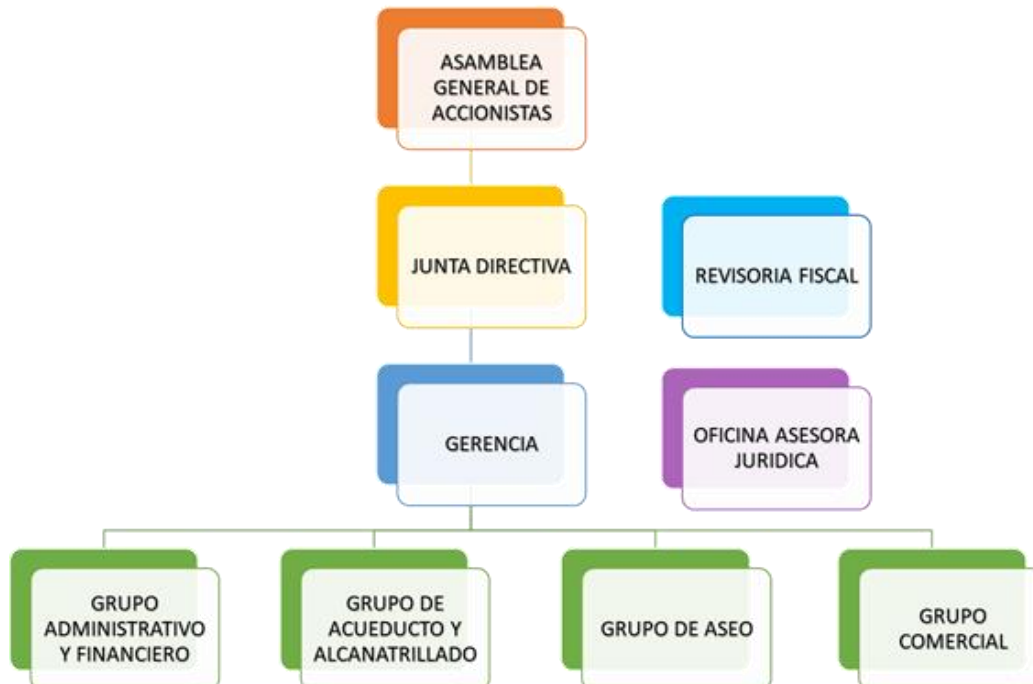 ASAMBLEA
GENERAL DE
ACCIONISTAS
JUNTA DIRECTIVA
REVISORIA FISCAL
GERENCIA
OFICINA ASESORA
JURIDICA
GRUPO
ADMINISTRATIVO
Y FINANCIERO
GRUPO DE
ACUEDUCTO Y
ALCANATRILLADO
GRUPO DE ASEO
GRUPO
COMERCIAL